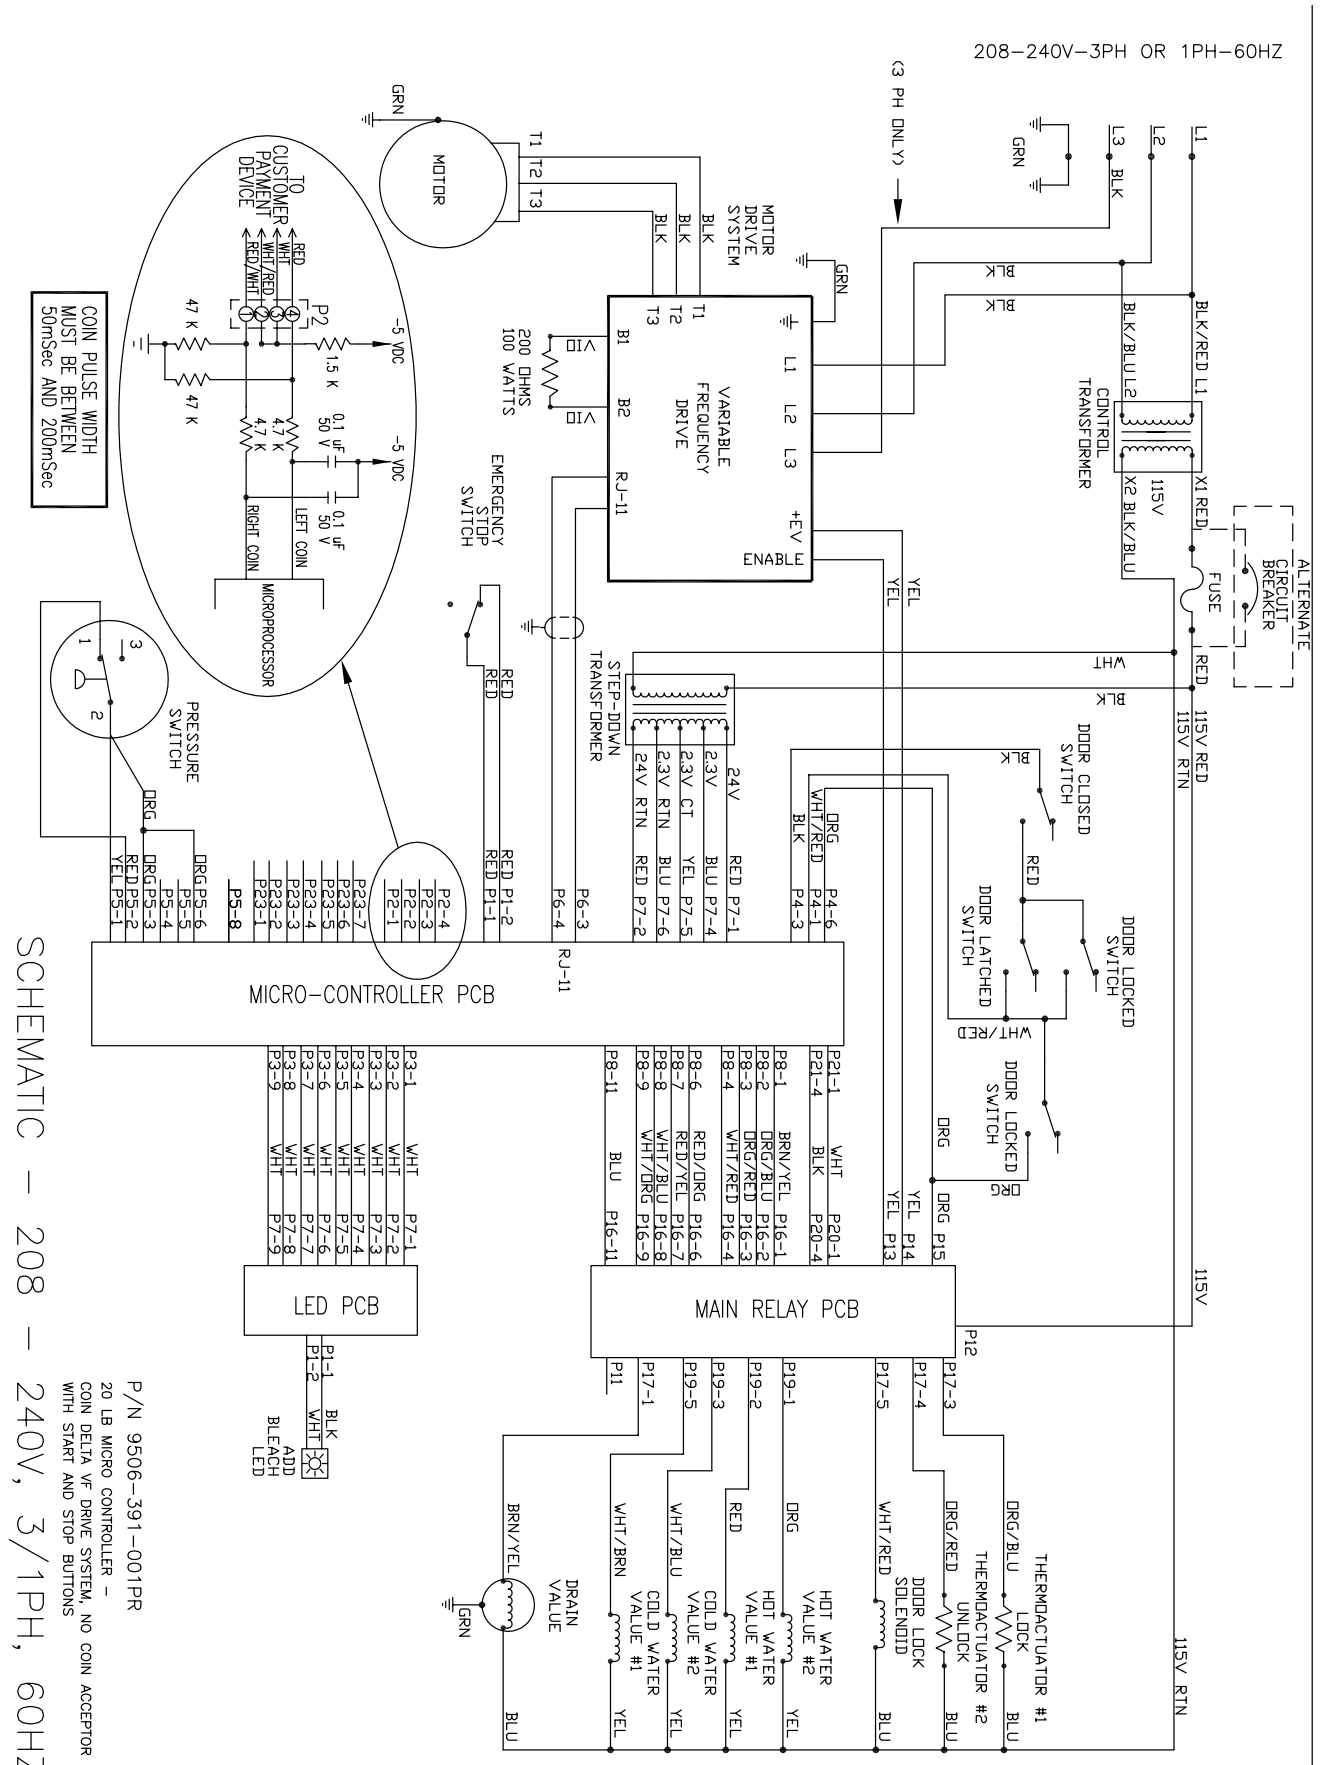 208-240V-3PH OR 1PH-60HZ
L1
L2
L3
BLK
GRN
(3 PH ONLY)
BLK
BLK
BLK/RED L1
BLK/BLU L2
CONTROL
TRANSFORMER
X1 RED
115V
X2 BLK/BLU
ALTERNATE
CIRCUIT
BREAKER
FUSE
RED
WHT
BLK
115V RED
115V RTN
115V
115V RTN
GRN
MOTOR
T1
T2
T3
BLK
BLK
BLK
MOTOR
DRIVE
SYSTEM
GRN
T1
T2
T3
L1
L2
L3
+EV
ENABLE
B1
B2
RJ-11
VARIABLE
FREQUENCY
DRIVE
VIO
VIO
200 OHMS
100 WATTS
YEL
YEL
TO
CUSTOMER
PAYMENT
DEVICE
RED
WHT
WHT/RED
RED/WHT
P2
4
3
2
1
-5 VDC
1.5 K
47 K
47 K
4.7 K
4.7 K
0.1 uF
50 V
0.1 uF
50 V
-5 VDC
LEFT COIN
RIGHT COIN
MICROPROCESSOR
COIN PULSE WIDTH
MUST BE BETWEEN
50mSec AND 200mSec
EMERGENCY
STOP
SWITCH
RED
RED
RED P1-2
RED P1-1
PRESSURE
SWITCH
1
2
3
ORG
ORG P5-6
P5-5
P5-4
ORG P5-3
RED P5-2
YEL P5-1
P5-8
P23-1
P23-2
P23-3
P23-4
P23-5
P23-6
P23-7
P2-1
P2-2
P2-3
P2-4
P6-4
P6-3
RJ-11
STEP-DOWN
TRANSFORMER
24V
2.3V
2.3V CT
2.3V RTN
24V RTN
RED P7-1
BLU P7-4
YEL P7-5
BLU P7-6
RED P7-2
ORG P4-6
WHT/RED P4-1
BLK P4-3
BLK
DOOR CLOSED
SWITCH
RED
DOOR LATCHED
SWITCH
DOOR LOCKED
SWITCH
WHT/RED
DOOR LOCKED
SWITCH
ORG
ORG
MICRO-CONTROLLER PCB
P3-1 WHT P7-1
P3-2 WHT P7-2
P3-3 WHT P7-3
P3-4 WHT P7-4
P3-5 WHT P7-5
P3-6 WHT P7-6
P3-7 WHT P7-7
P3-8 WHT P7-8
P3-9 WHT P7-9
P21-1 WHT P20-1
P21-4 BLK P20-4
P8-1 BRN/YEL P16-1
P8-2 ORG/BLU P16-2
P8-3 ORG/RED P16-3
P8-4 WHT/RED P16-4
P8-6 RED/ORG P16-6
P8-7 RED/YEL P16-7
P8-8 WHT/BLU P16-8
P8-9 WHT/ORG P16-9
P8-11 BLU P16-11
ORG P15
YEL P14
YEL P13
LED PCB
P1-1 BLK
P1-2 WHT
ADD
BLEACH
LED
MAIN RELAY PCB
P12
P17-3
P17-4
P17-5
P19-1
P19-2
P19-3
P19-5
P17-1
P11
ORG/BLU
THERMOACTUATOR #1
LOCK
BLU
ORG/RED
THERMOACTUATOR #2
UNLOCK
BLU
WHT/RED
DOOR LOCK
SOLENOID
BLU
ORG
HOT WATER
VALUE #2
YEL
RED
HOT WATER
VALUE #1
YEL
WHT/BLU
COLD WATER
VALUE #2
YEL
WHT/BRN
COLD WATER
VALUE #1
YEL
BRN/YEL
DRAIN
VALUE
GRN
BLU
P/N 9506-391-001PR
20 LB MICRO CONTROLLER -
COIN DELTA VF DRIVE SYSTEM, NO COIN ACCEPTOR
WITH START AND STOP BUTTONS
SCHEMATIC - 208 - 240V, 3/1PH, 60HZ